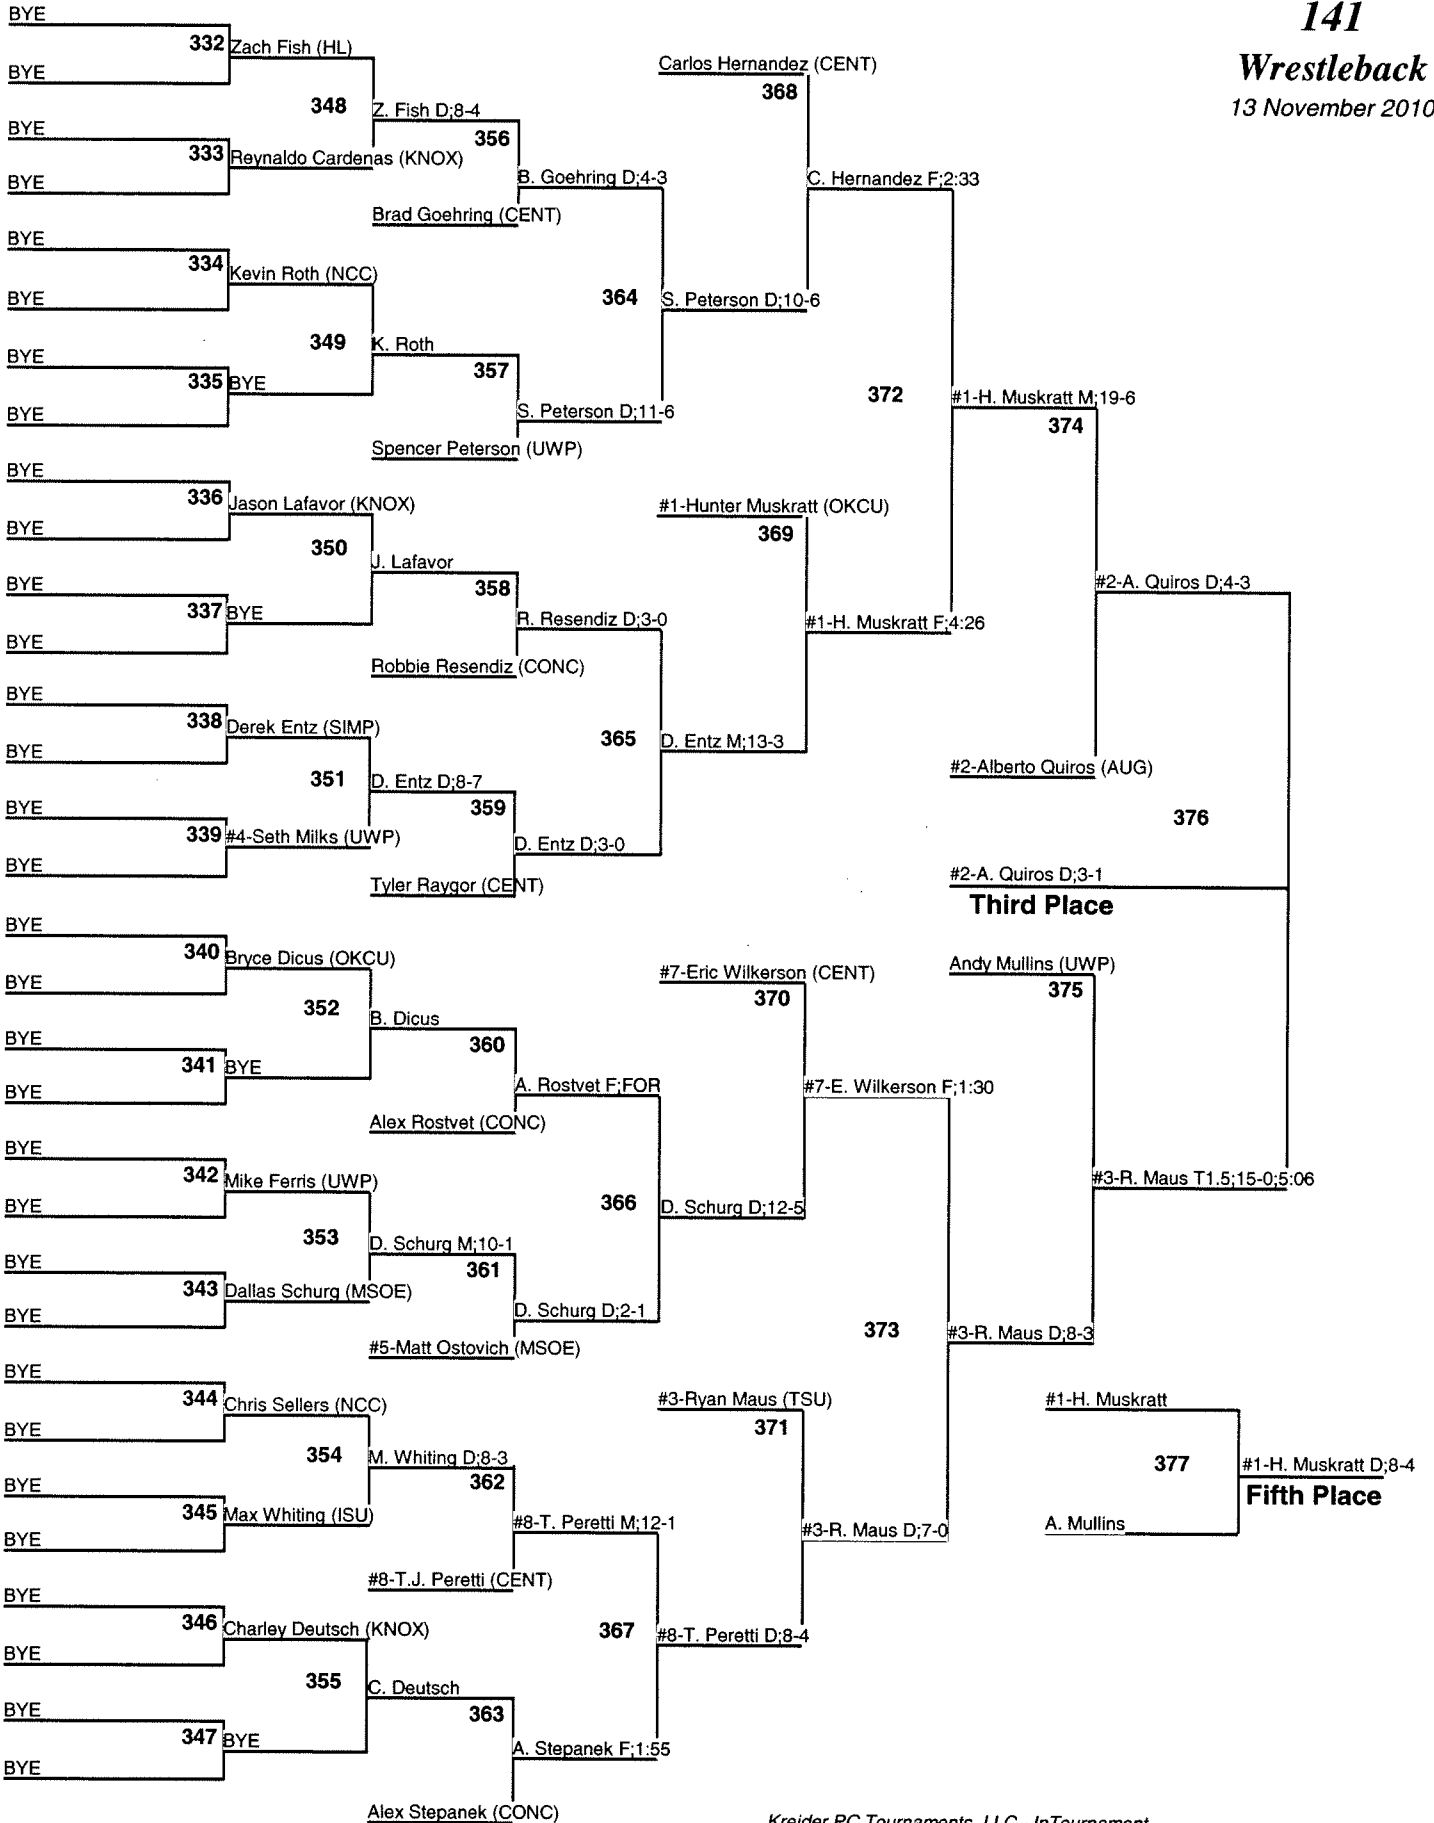 141
Wrestleback
13 November 2010
BYE
332 Zach Fish (HL)
BYE
348 Z. Fish D;8-4
BYE
333 Reynaldo Cardenas (KNOX)
BYE
356 B. Goehring D;4-3
Brad Goehring (CENT)
BYE
334 Kevin Roth (NCC)
BYE
349 K. Roth
BYE
335 BYE
BYE
357 S. Peterson D;11-6
Spencer Peterson (UWP)
364 S. Peterson D;10-6
Carlos Hernandez (CENT)
368 C. Hernandez F;2:33
BYE
336 Jason Lafavor (KNOX)
BYE
350 J. Lafavor
BYE
337 BYE
BYE
358 R. Resendiz D;3-0
Robbie Resendiz (CONC)
BYE
338 Derek Entz (SIMP)
BYE
351 D. Entz D;8-7
BYE
339 #4-Seth Milks (UWP)
BYE
359 D. Entz D;3-0
Tyler Raygor (CENT)
365 D. Entz M;13-3
#1-Hunter Muskratt (OKCU)
369 #1-H. Muskratt F;4:26
372 #1-H. Muskratt M;19-6
374 #2-A. Quiros D;4-3
#2-Alberto Quiros (AUG)
376
#2-A. Quiros D;3-1
Third Place
BYE
340 Bryce Dicus (OKCU)
BYE
352 B. Dicus
BYE
341 BYE
BYE
360 A. Rostvet F;FOR
Alex Rostvet (CONC)
BYE
342 Mike Ferris (UWP)
BYE
353 D. Schurg M;10-1
BYE
343 Dallas Schurg (MSOE)
BYE
361 D. Schurg D;2-1
#5-Matt Ostovich (MSOE)
366 D. Schurg D;12-5
#7-Eric Wilkerson (CENT)
370 #7-E. Wilkerson F;1:30
Andy Mullins (UWP)
375 #3-R. Maus T1.5;15-0;5:06
373 #3-R. Maus D;8-3
BYE
344 Chris Sellers (NCC)
BYE
354 M. Whiting D;8-3
BYE
345 Max Whiting (ISU)
BYE
362 #8-T. Peretti M;12-1
#8-T.J. Peretti (CENT)
BYE
346 Charley Deutsch (KNOX)
BYE
355 C. Deutsch
BYE
347 BYE
BYE
363 A. Stepanek F;1:55
Alex Stepanek (CONC)
367 #8-T. Peretti D;8-4
#3-Ryan Maus (TSU)
371 #3-R. Maus D;7-0
#1-H. Muskratt
377 #1-H. Muskratt D;8-4
Fifth Place
A. Mullins
Kreider PC Tournaments, LLC - InTournament